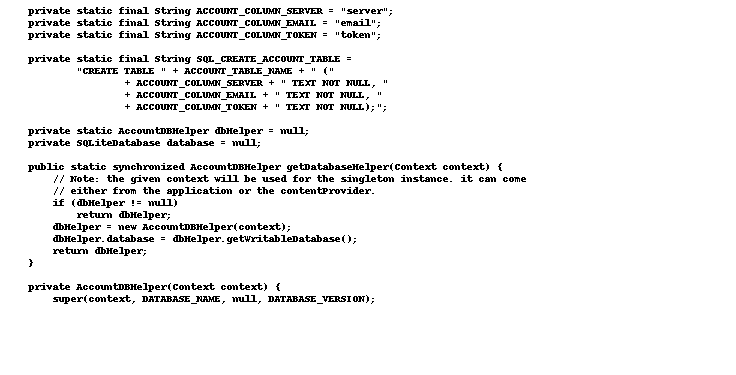 private static final String ACCOUNT_COLUMN_SERVER = "server";
private static final String ACCOUNT_COLUMN_EMAIL = "email";
private static final String ACCOUNT_COLUMN_TOKEN = "token";

private static final String SQL_CREATE_ACCOUNT_TABLE =
        "CREATE TABLE " + ACCOUNT_TABLE_NAME + " ("
                + ACCOUNT_COLUMN_SERVER + " TEXT NOT NULL, "
                + ACCOUNT_COLUMN_EMAIL + " TEXT NOT NULL, "
                + ACCOUNT_COLUMN_TOKEN + " TEXT NOT NULL);";

private static AccountDBHelper dbHelper = null;
private SQLiteDatabase database = null;

public static synchronized AccountDBHelper getDatabaseHelper(Context context) {
    // Note: the given context will be used for the singleton instance. it can come
    // either from the application or the contentProvider.
    if (dbHelper != null)
        return dbHelper;
    dbHelper = new AccountDBHelper(context);
    dbHelper.database = dbHelper.getWritableDatabase();
    return dbHelper;
}

private AccountDBHelper(Context context) {
    super(context, DATABASE_NAME, null, DATABASE_VERSION);